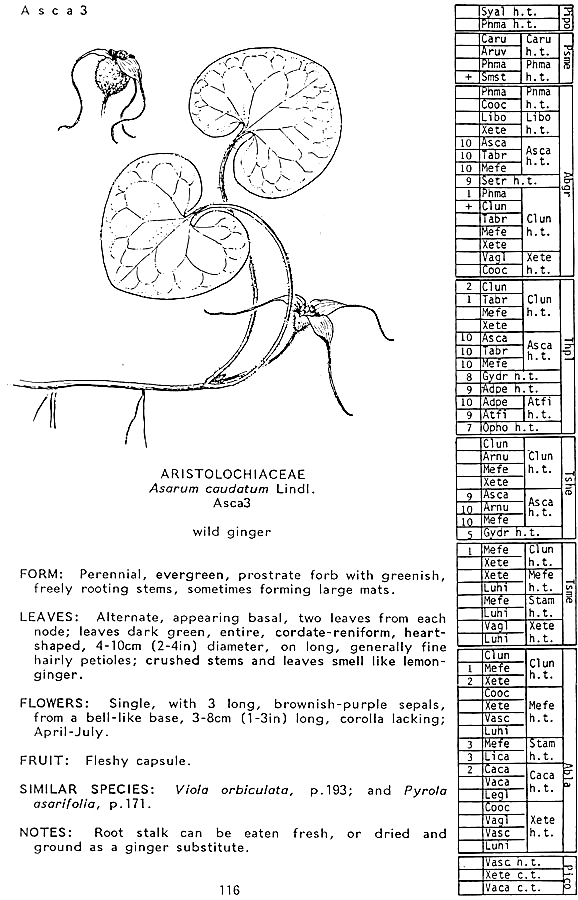 Asca3
ARISTOLOCHIACEAE
Asarum caudatum Lindl.
Asca3
wild ginger
FORM: Perennial, evergreen, prostrate forb with greenish,
freely rooting stems, sometimes forming large mats.
LEAVES: Alternate, appearing basal, two leaves from each
node; leaves dark green, entire, cordate-reniform, heart-
shaped, 4-10cm (2-4in) diameter, on long, generally fine
hairly petioles; crushed stems and leaves smell like lemon-
ginger.
FLOWERS: Single, with 3 long, brownish-purple sepals,
from a bell-like base, 3-8cm (1-3in) long, corolla lacking;
April-July.
FRUIT: Fleshy capsule.
SIMILAR SPECIES: Viola orbiculata, p.193; and Pyrola
asarifolia, p.171.
NOTES: Root stalk can be eaten fresh, or dried and
ground as a ginger substitute.
116
Syal h.t.
Phma h.t.
Pipo
Caru Caru
Aruv h.t.
Phma Phma
+ Smst h.t.
Psme
Phma Phma
Cooc h.t.
Libo Libo
Xete h.t.
10 Asca
10 Tabr
10 Mefe
Asca
h.t.
9 Setr h.t.
1 Phma
+ Clun
Tabr
Mefe
Xete
Clun
h.t.
Vagl Xete
Cooc h.t.
Abgr
2 Clun
1 Tabr
Mefe
Xete
Clun
h.t.
10 Asca
10 Tabr
10 Mefe
Asca
h.t.
8 Gydr h.t.
9 Adpe h.t.
10 Adpe Atfi
9 Atfi h.t.
7 Opho h.t.
Thpl
Clun
Arnu
Mefe
Xete
Clun
h.t.
9 Asca
10 Arnu
10 Mefe
Asca
h.t.
5 Gydr h.t.
Tshe
1 Mefe Clun
Xete h.t.
Xete Mefe
Luhi h.t.
Mefe Stam
Luhi h.t.
Vagl Xete
Luhi h.t.
Tsme
Clun
1 Mefe
2 Xete
Clun
h.t.
Cooc
Xete
Vasc
Luhi
Mefe
h.t.
3 Mefe Stam
3 Lica h.t.
2 Caca
Vaca
Legl
Caca
h.t.
Cooc
Vagl
Vasc
Luhi
Xete
h.t.
Abla
Vasc h.t.
Xete c.t.
Vaca c.t.
Pico